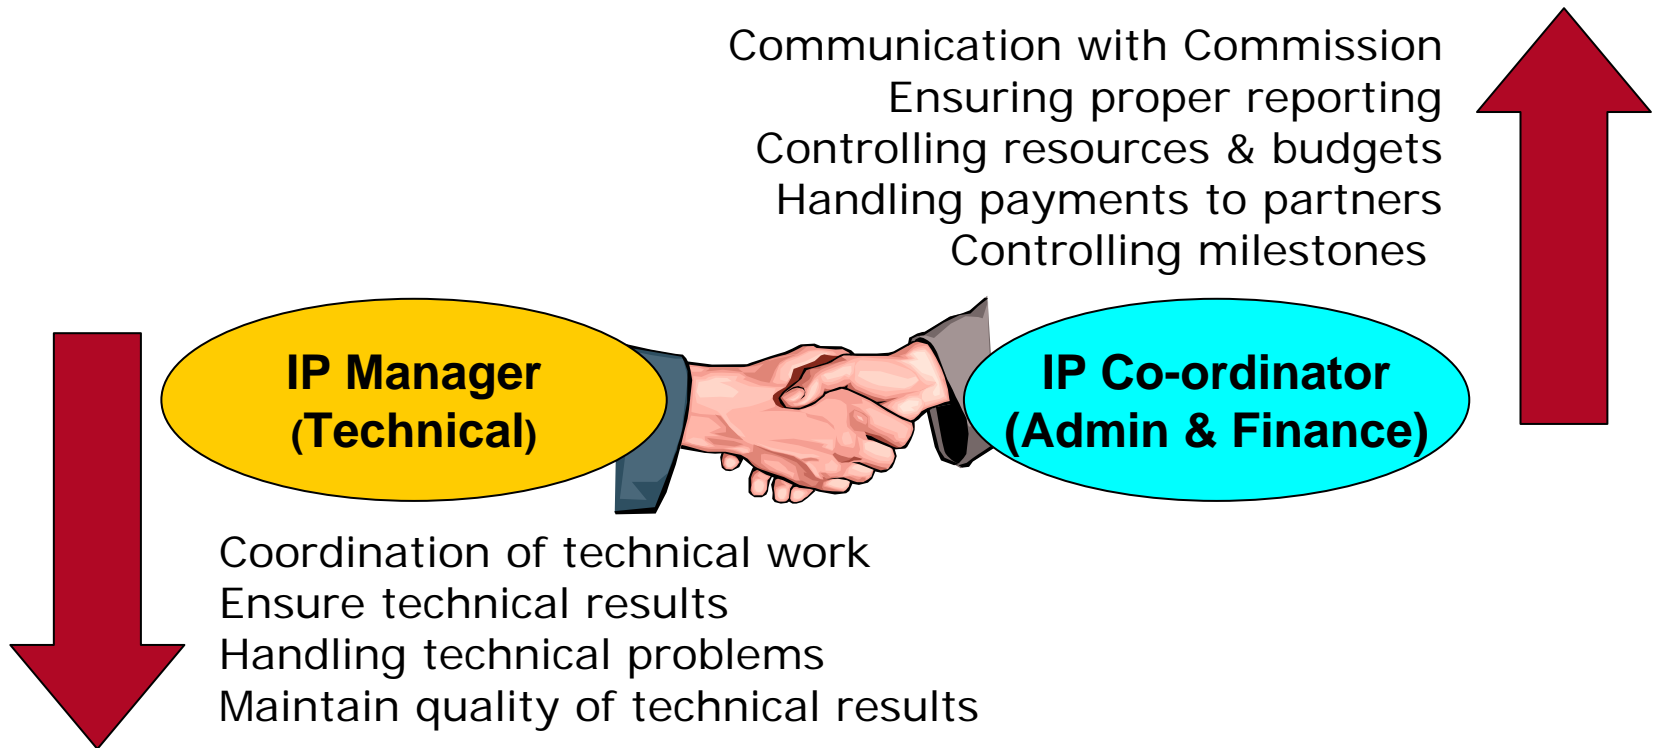 Communication with Commission
Ensuring proper reporting
Controlling resources & budgets
Handling payments to partners
Controlling milestones
IP Manager
(Technical)
IP Co-ordinator
(Admin & Finance)
Coordination of technical work
Ensure technical results
Handling technical problems
Maintain quality of technical results